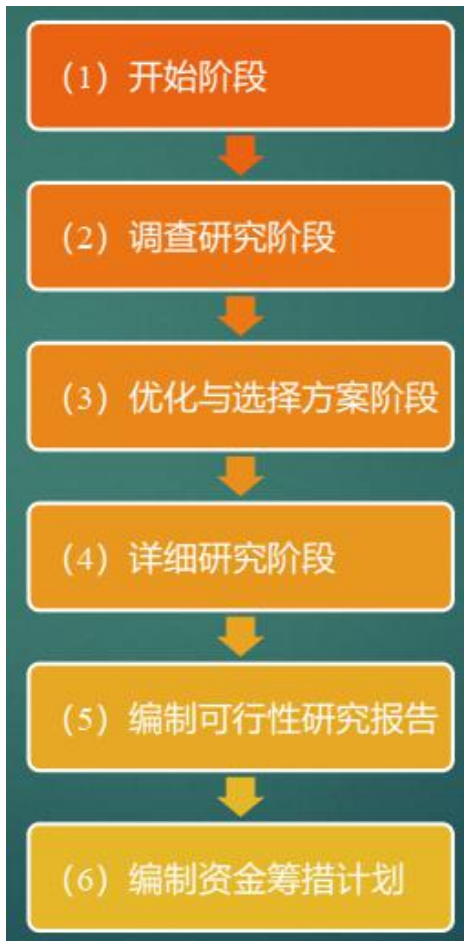 （1）开始阶段
（2）调查研究阶段
（3）优化与选择方案阶段
（4）详细研究阶段
（5）编制可行性研究报告
（6）编制资金筹措计划